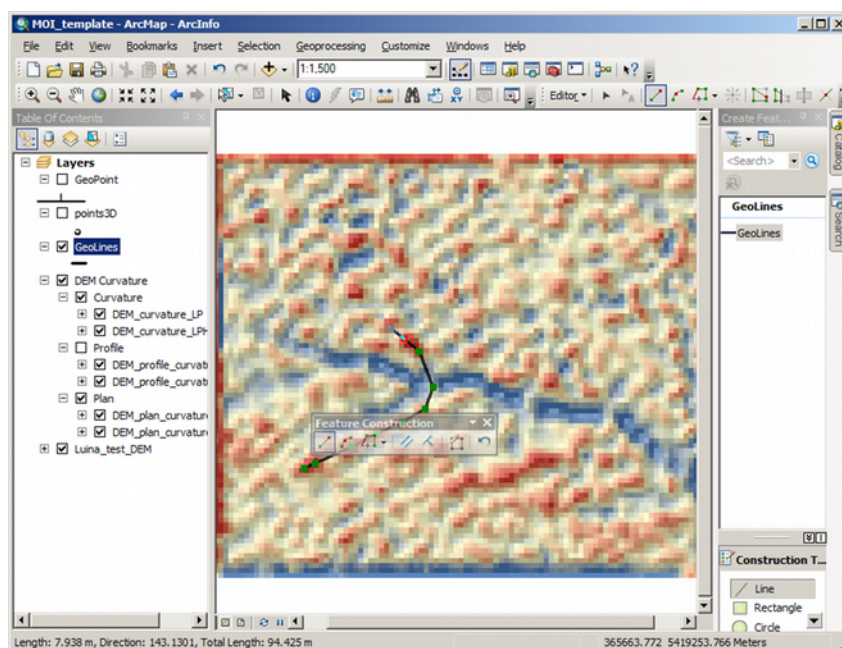 MOI_template - ArcMap - ArcInfo
File Edit View Bookmarks Insert Selection Geoprocessing Customize Windows Help
1:1,500
Editor
Table Of Contents
Layers
GeoPoint
points3D
GeoLines
DEM Curvature
Curvature
DEM_curvature_LP
DEM_curvature_LPH
Profile
DEM_profile_curvat
DEM_profile_curvat
Plan
DEM_plan_curvature
DEM_plan_curvature
Luina_test_DEM
Feature Construction
Create Feat...
<Search>
GeoLines
GeoLines
Construction T...
Line
Rectangle
Circle
Catalog
Search
Length: 7.938 m, Direction: 143.1301, Total Length: 94.425 m
365663.772 5419253.766 Meters